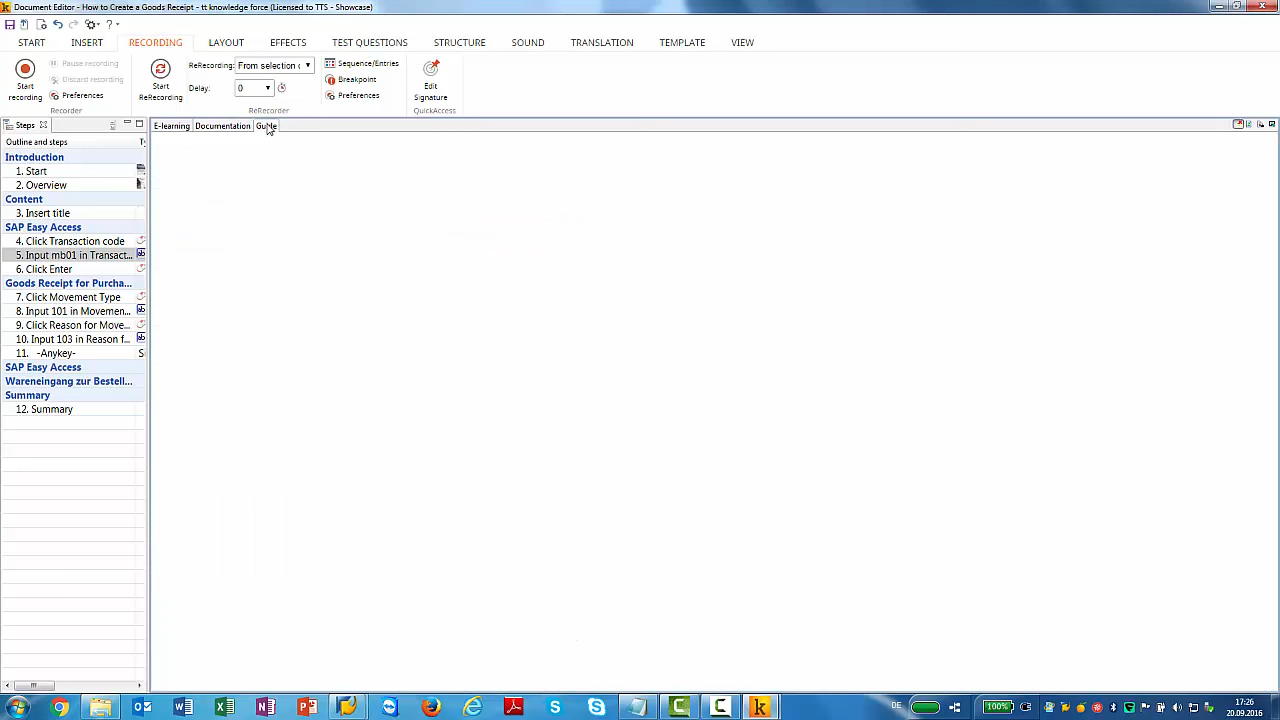 Document Editor - How to Create a Goods Receipt - tt knowledge force (Licensed to TTS - Showcase)
START INSERT RECORDING LAYOUT EFFECTS TEST QUESTIONS STRUCTURE SOUND TRANSLATION TEMPLATE VIEW
Start recording
Pause recording
Discard recording
Preferences
Recorder
Start ReRecording
ReRecording: From selection
Delay: 0
Sequence/Entries
Breakpoint
Preferences
ReRecorder
Edit Signature
QuickAccess
Steps
E-learning Documentation Guide
Outline and steps
Introduction
1. Start
2. Overview
Content
3. Insert title
SAP Easy Access
4. Click Transaction code
5. Input mb01 in Transact...
6. Click Enter
Goods Receipt for Purcha...
7. Click Movement Type
8. Input 101 in Movemen...
9. Click Reason for Move...
10. Input 103 in Reason f...
11. -Anykey-
SAP Easy Access
Wareneingang zur Bestell...
Summary
12. Summary
DE
100%
17:26
20.09.2016